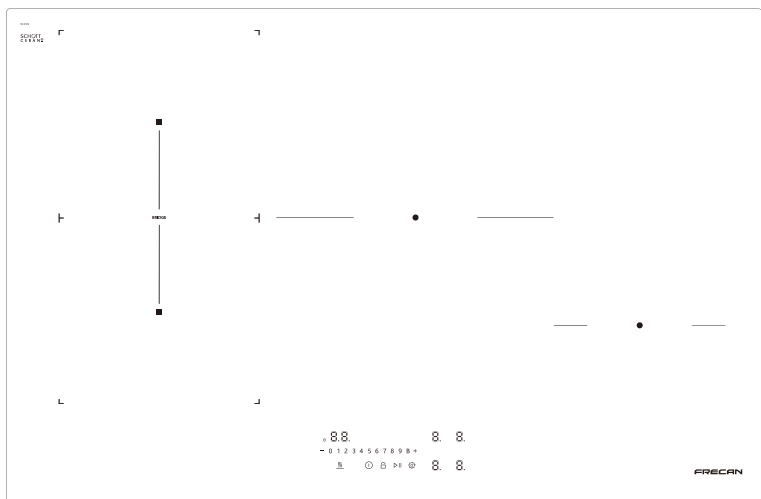 SCHOTT
CERAN
BRIDGE
8.8.
8. 8.
- 0 1 2 3 4 5 6 7 8 9 B +
8. 8.
FRECAN